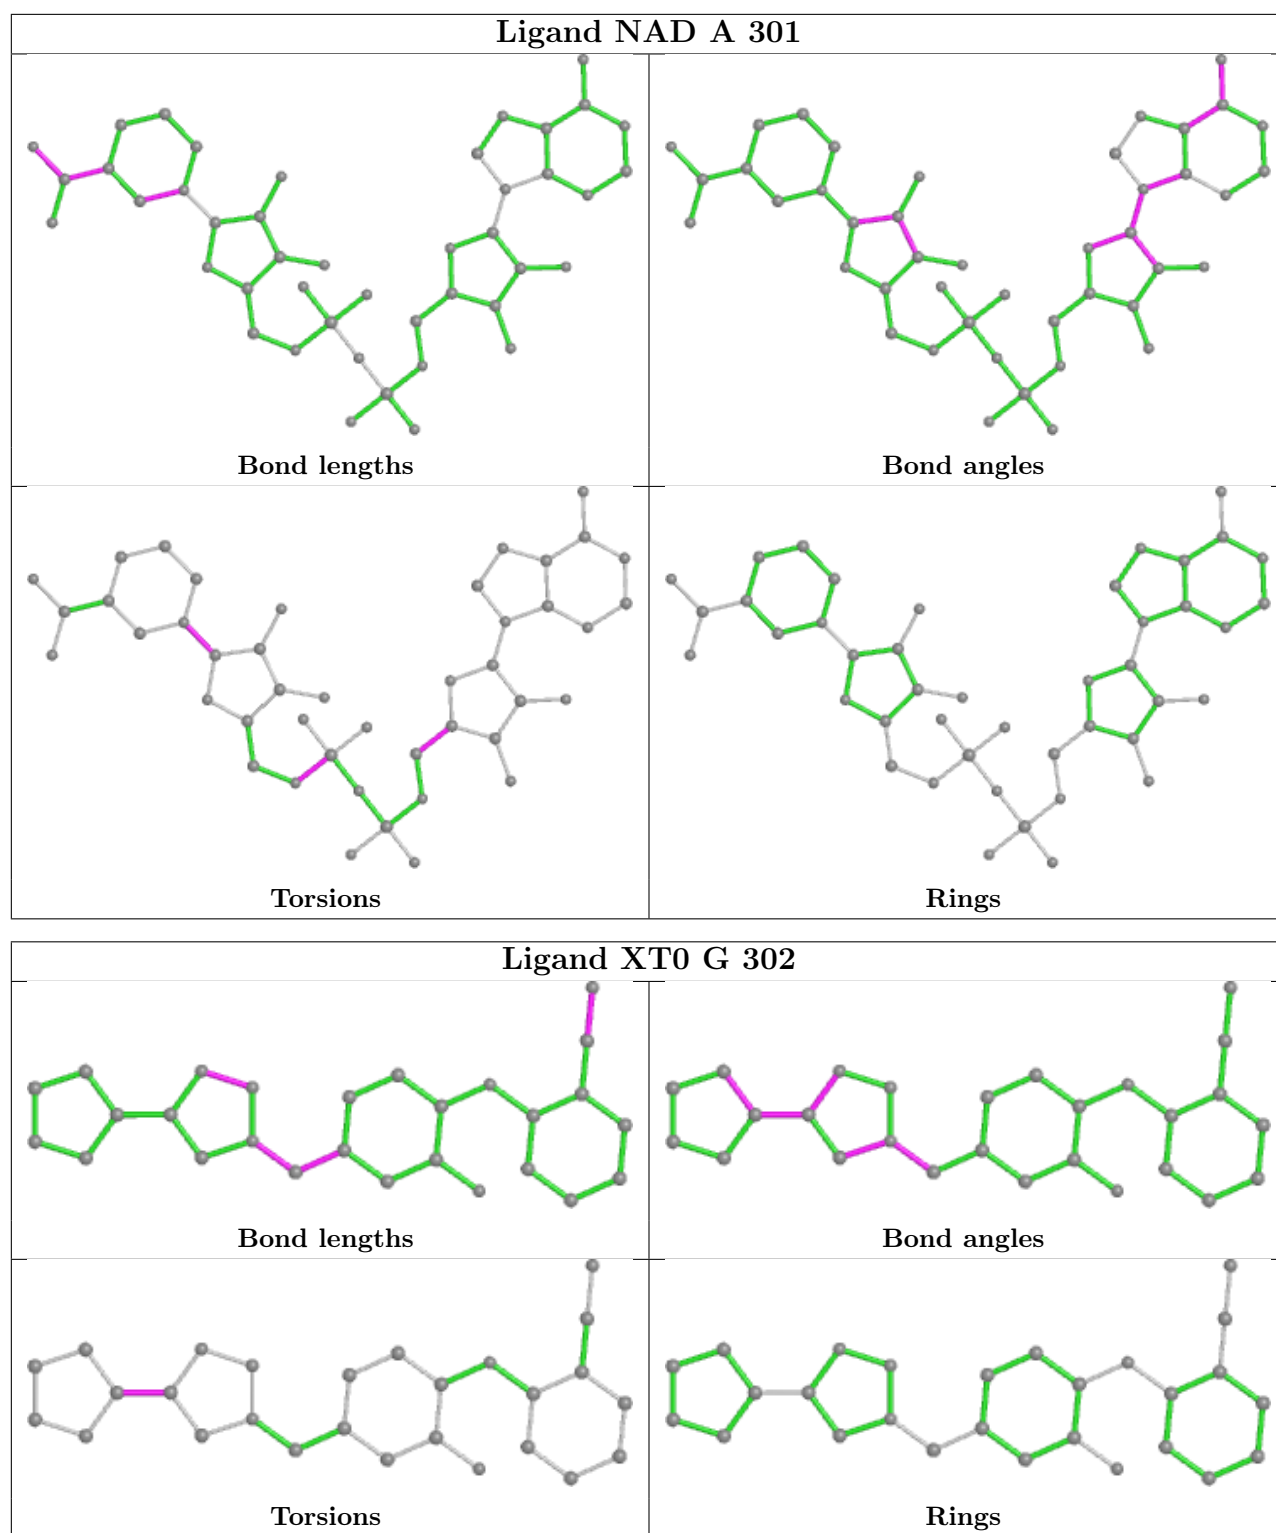 Ligand NAD A 301
Bond lengths
Bond angles
Torsions
Rings
Ligand XT0 G 302
Bond lengths
Bond angles
Torsions
Rings